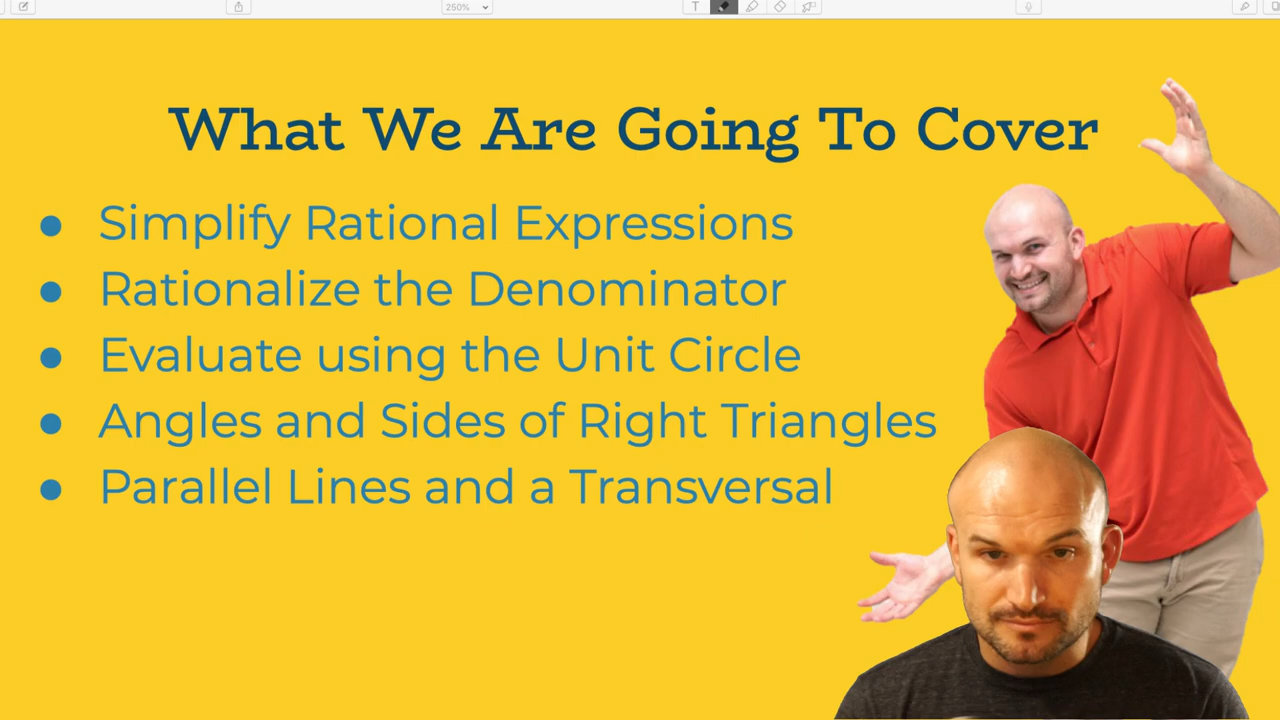 250%
T
What We Are Going To Cover
● Simplify Rational Expressions
● Rationalize the Denominator
● Evaluate using the Unit Circle
● Angles and Sides of Right Triangles
● Parallel Lines and a Transversal